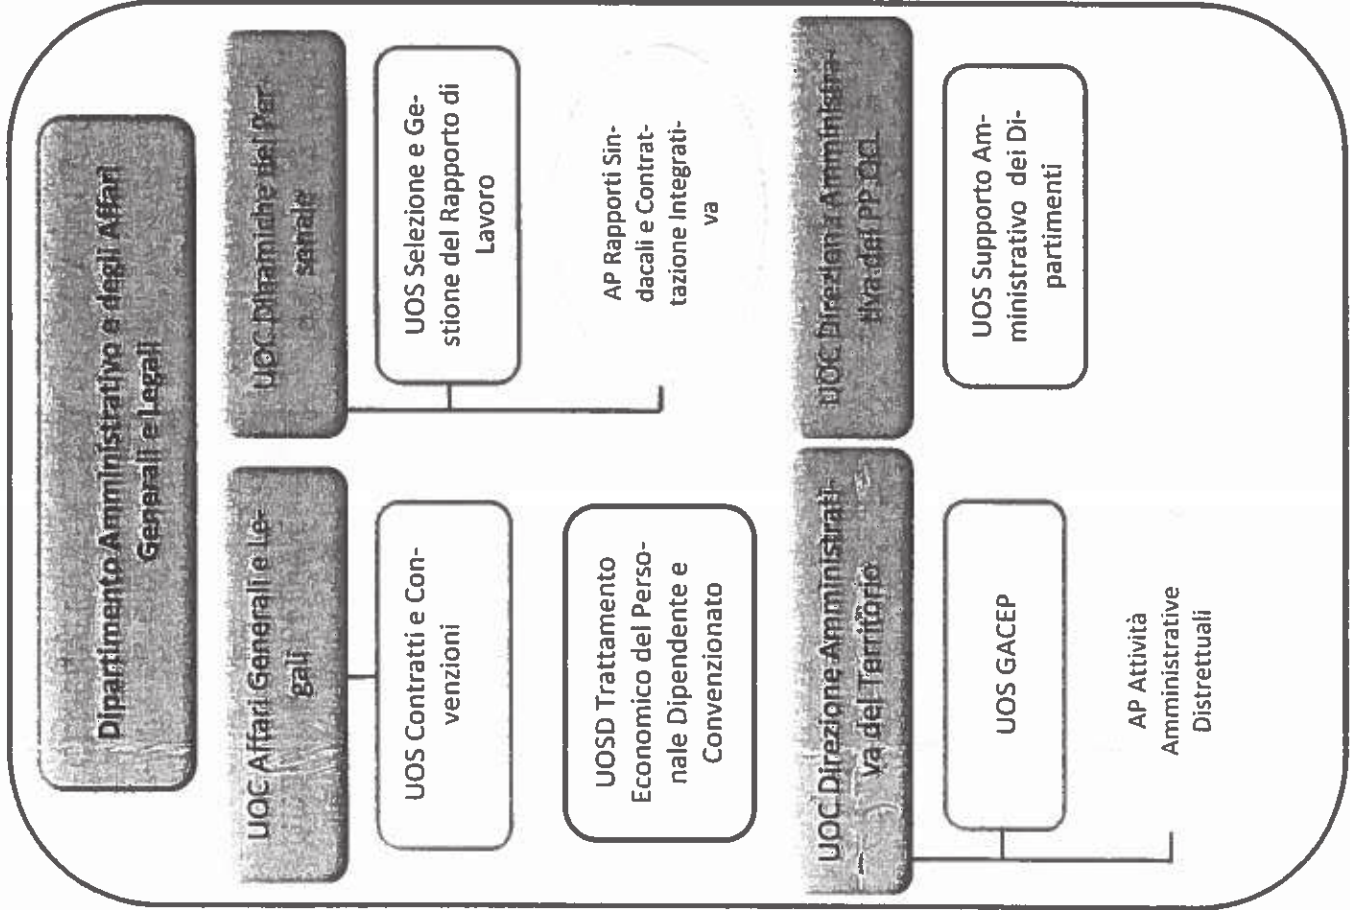 Dipartimento Amministrativo e degli Affari
Generali e Legali
UOC Affari Generali e Le-
gali
UOS Contratti e Con-
venzioni
UOSD Trattamento
Economico del Perso-
nale Dipendente e
Convenzionato
UOC Dinamiche del Per-
sonale
UOS Selezione e Ge-
stione del Rapporto di
Lavoro
AP Rapporti Sin-
dacali e Contrat-
tazione Integrati-
va
UOC Direzione Amministrati-
va del Territorio
UOS GACEP
AP Attività
Amministrative
Distrettuali
UOC Direzion a Amministra-
tiva dei PP.OO.
UOS Supporto Am-
ministrativo dei Di-
partimenti